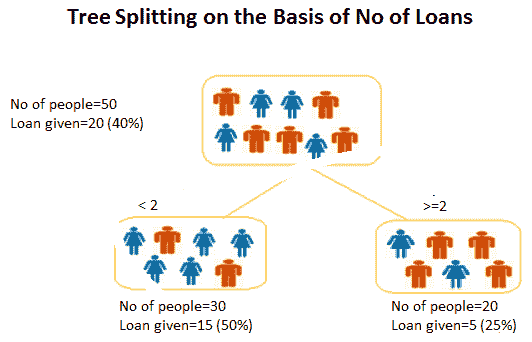 Tree Splitting on the Basis of No of Loans
No of people=50
Loan given=20 (40%)
< 2
>=2
No of people=30
Loan given=15 (50%)
No of people=20
Loan given=5 (25%)